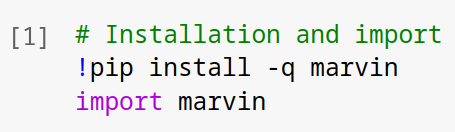 [1] # Installation and import
!pip install -q marvin
import marvin